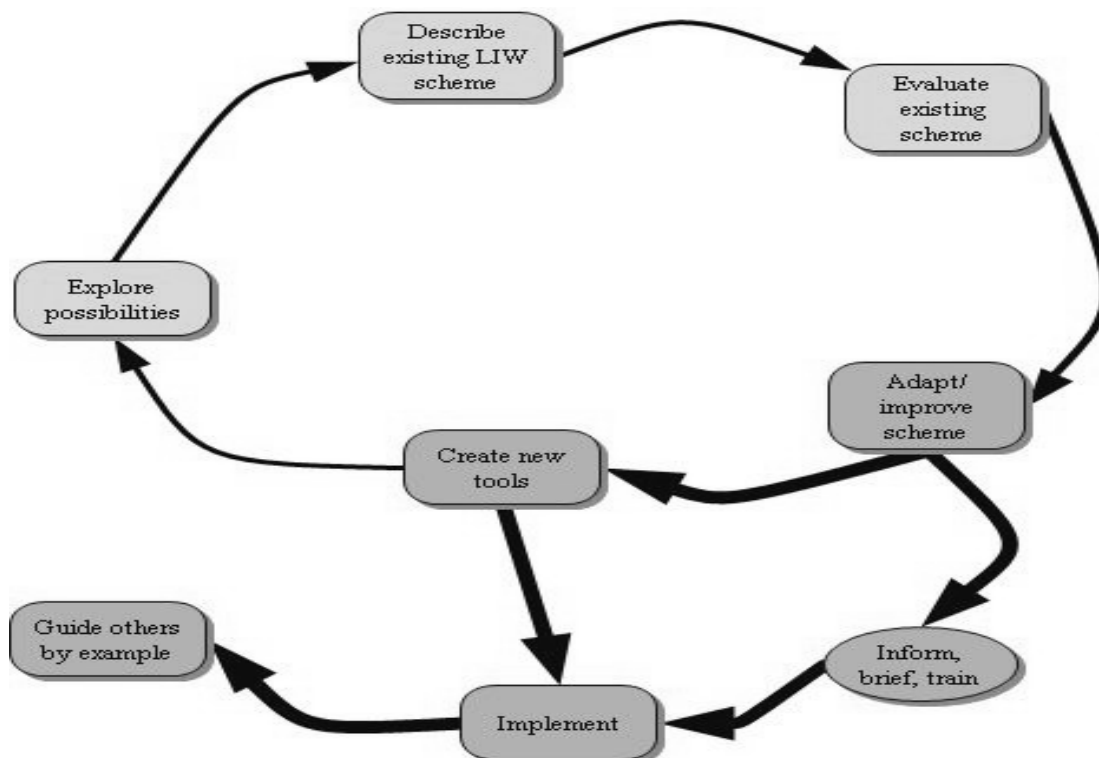 Describe
existing LIW
scheme
Evaluate
existing
scheme
Explore
possibilities
Adapt/
improve scheme
Create new
tools
Guide others
by example
Inform,
brief, train
Implement